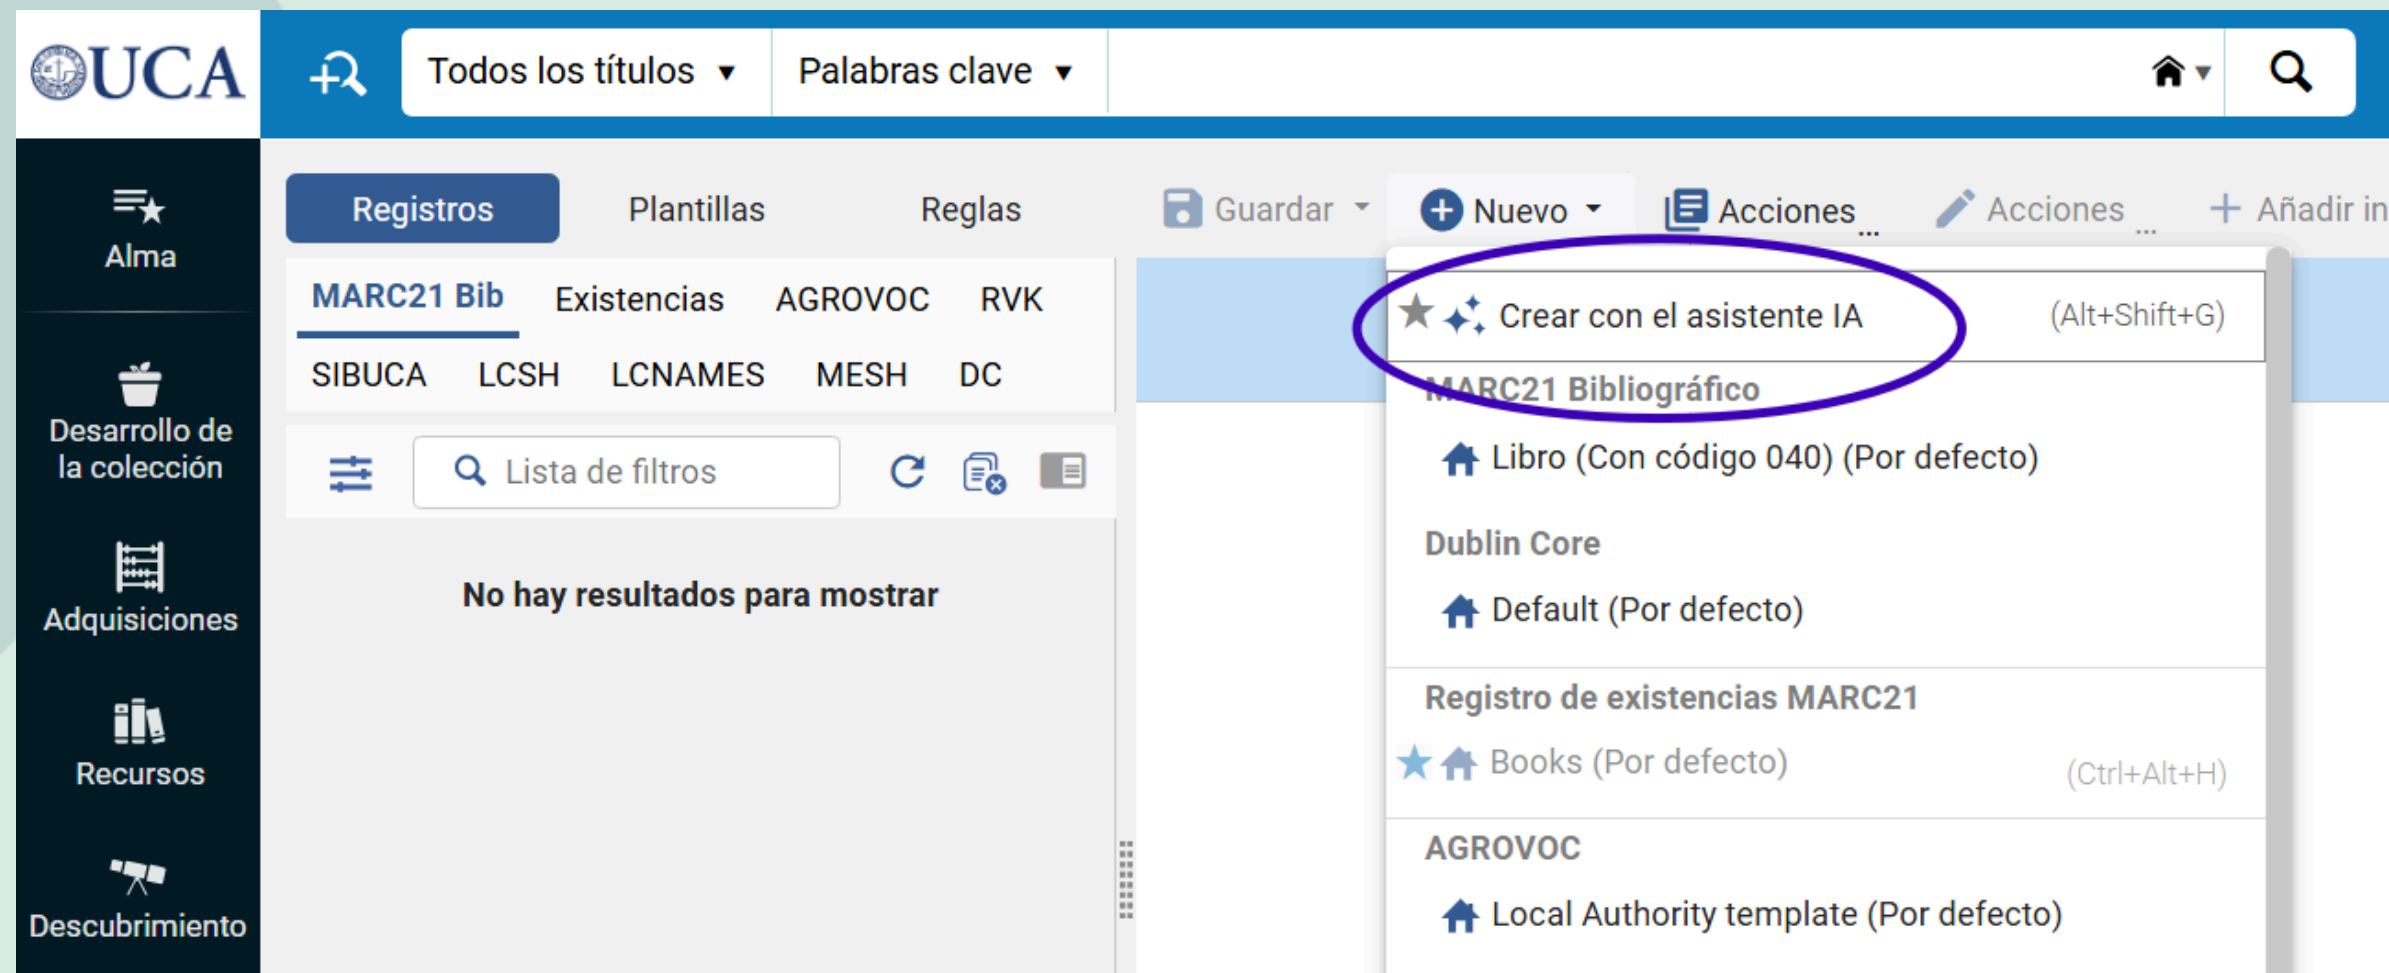 UCA
Todos los títulos
Palabras clave
Alma
Desarrollo de
la colección
Adquisiciones
Recursos
Descubrimiento
Registros
Plantillas
Reglas
MARC21 Bib
Existencias
AGROVOC
RVK
SIBUCA
LCSH
LCNAMES
MESH
DC
Lista de filtros
No hay resultados para mostrar
Guardar
Nuevo
Acciones ...
Acciones ...
Añadir in
Crear con el asistente IA (Alt+Shift+G)
MARC21 Bibliográfico
Libro (Con código 040) (Por defecto)
Dublin Core
Default (Por defecto)
Registro de existencias MARC21
Books (Por defecto) (Ctrl+Alt+H)
AGROVOC
Local Authority template (Por defecto)